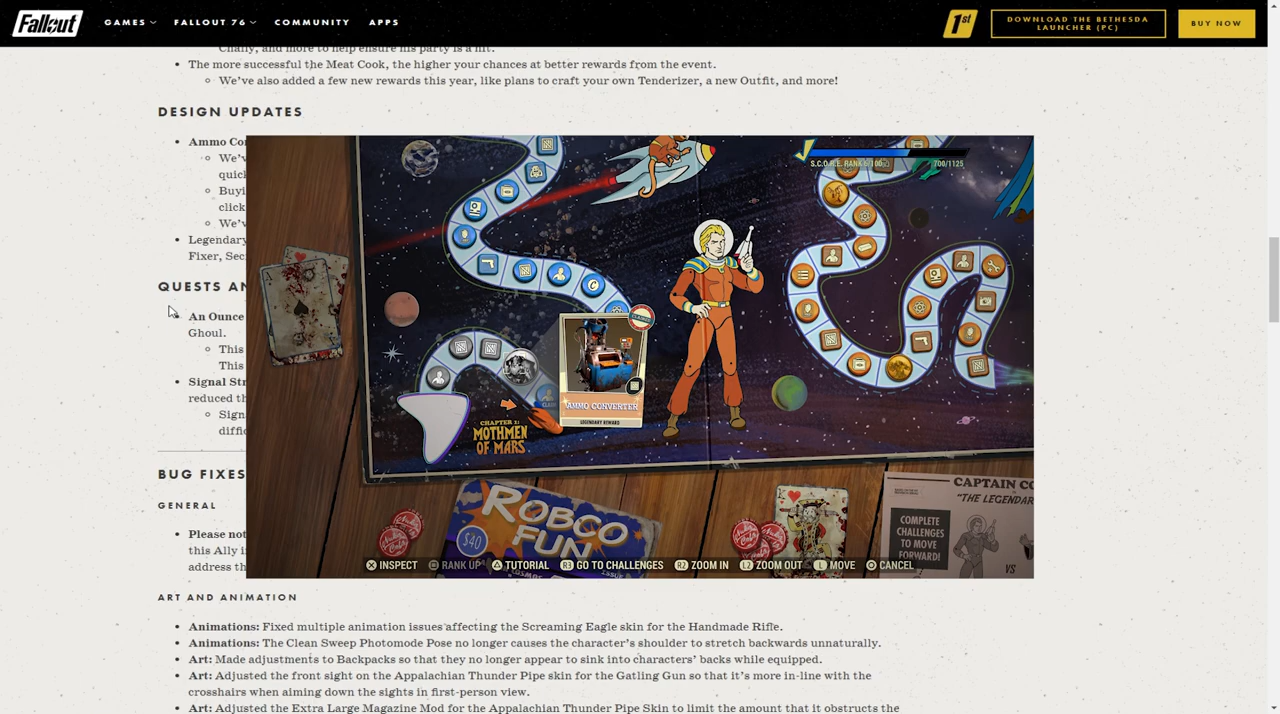 Fallout
GAMES
FALLOUT 76
COMMUNITY
APPS
1st
DOWNLOAD THE BETHESDA
LAUNCHER (PC)
BUY NOW
Chally, and more to help ensure his party is a hit.
The more successful the Meat Cook, the higher your chances at better rewards from the event.
We've also added a few new rewards this year, like plans to craft your own Tenderizer, a new Outfit, and more!
DESIGN UPDATES
Ammo Co
We'v
quic
Buyi
click
We'v
Legendary
Fixer, Sec
QUESTS AN
An Ounce
Ghoul.
This
This
Signal Str
reduced th
Sign
diffic
S.C.O.R.E. RANK 6/100
700/1125
CLAIMED
AMMO CONVERTER
LEGENDARY REWARD
CHAPTER 1:
MOTHMEN
OF MARS
ROBCO
FUN
$40
CAPTAIN CO
"THE LEGENDAR
COMPLETE
CHALLENGES
TO MOVE
FORWARD!
VS
INSPECT
RANK UP
TUTORIAL
R3 GO TO CHALLENGES
R2 ZOOM IN
L2 ZOOM OUT
L MOVE
CANCEL
BUG FIXES
GENERAL
Please not
this Ally i
address th
ART AND ANIMATION
Animations: Fixed multiple animation issues affecting the Screaming Eagle skin for the Handmade Rifle.
Animations: The Clean Sweep Photomode Pose no longer causes the character's shoulder to stretch backwards unnaturally.
Art: Made adjustments to Backpacks so that they no longer appear to sink into characters' backs while equipped.
Art: Adjusted the front sight on the Appalachian Thunder Pipe skin for the Gatling Gun so that it's more in-line with the
crosshairs when aiming down the sights in first-person view.
Art: Adjusted the Extra Large Magazine Mod for the Appalachian Thunder Pipe Skin to limit the amount that it obstructs the